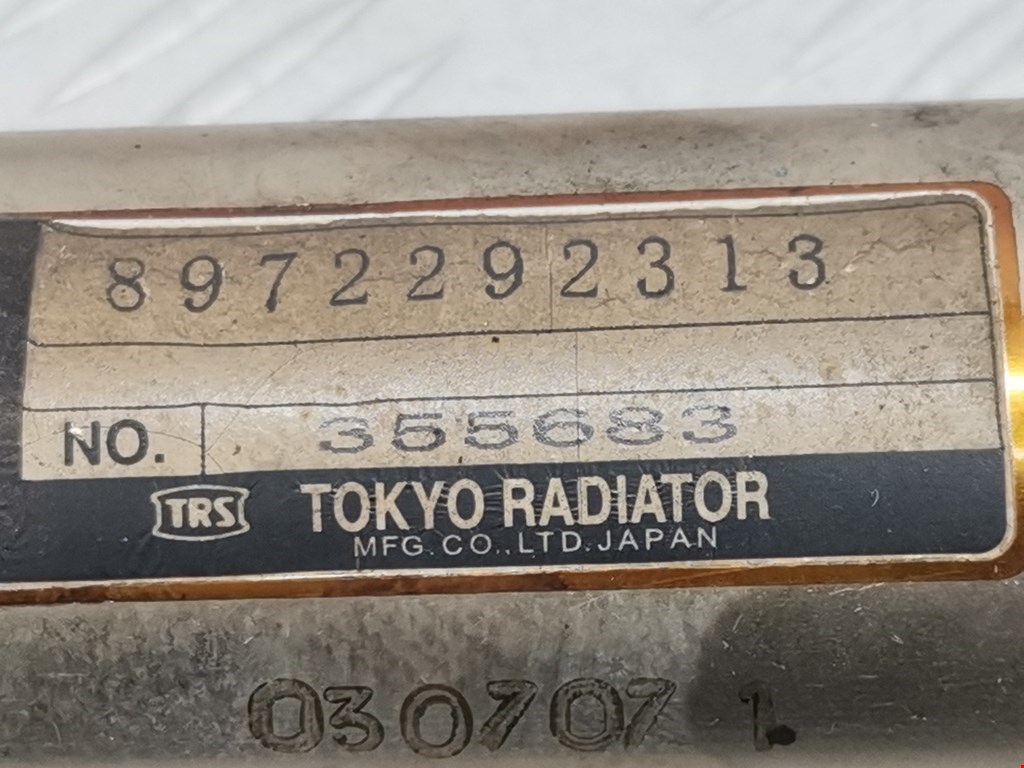 8972292313
NO. 355683
TRS TOKYO RADIATOR
MFG.CO.,LTD.JAPAN
030707 1